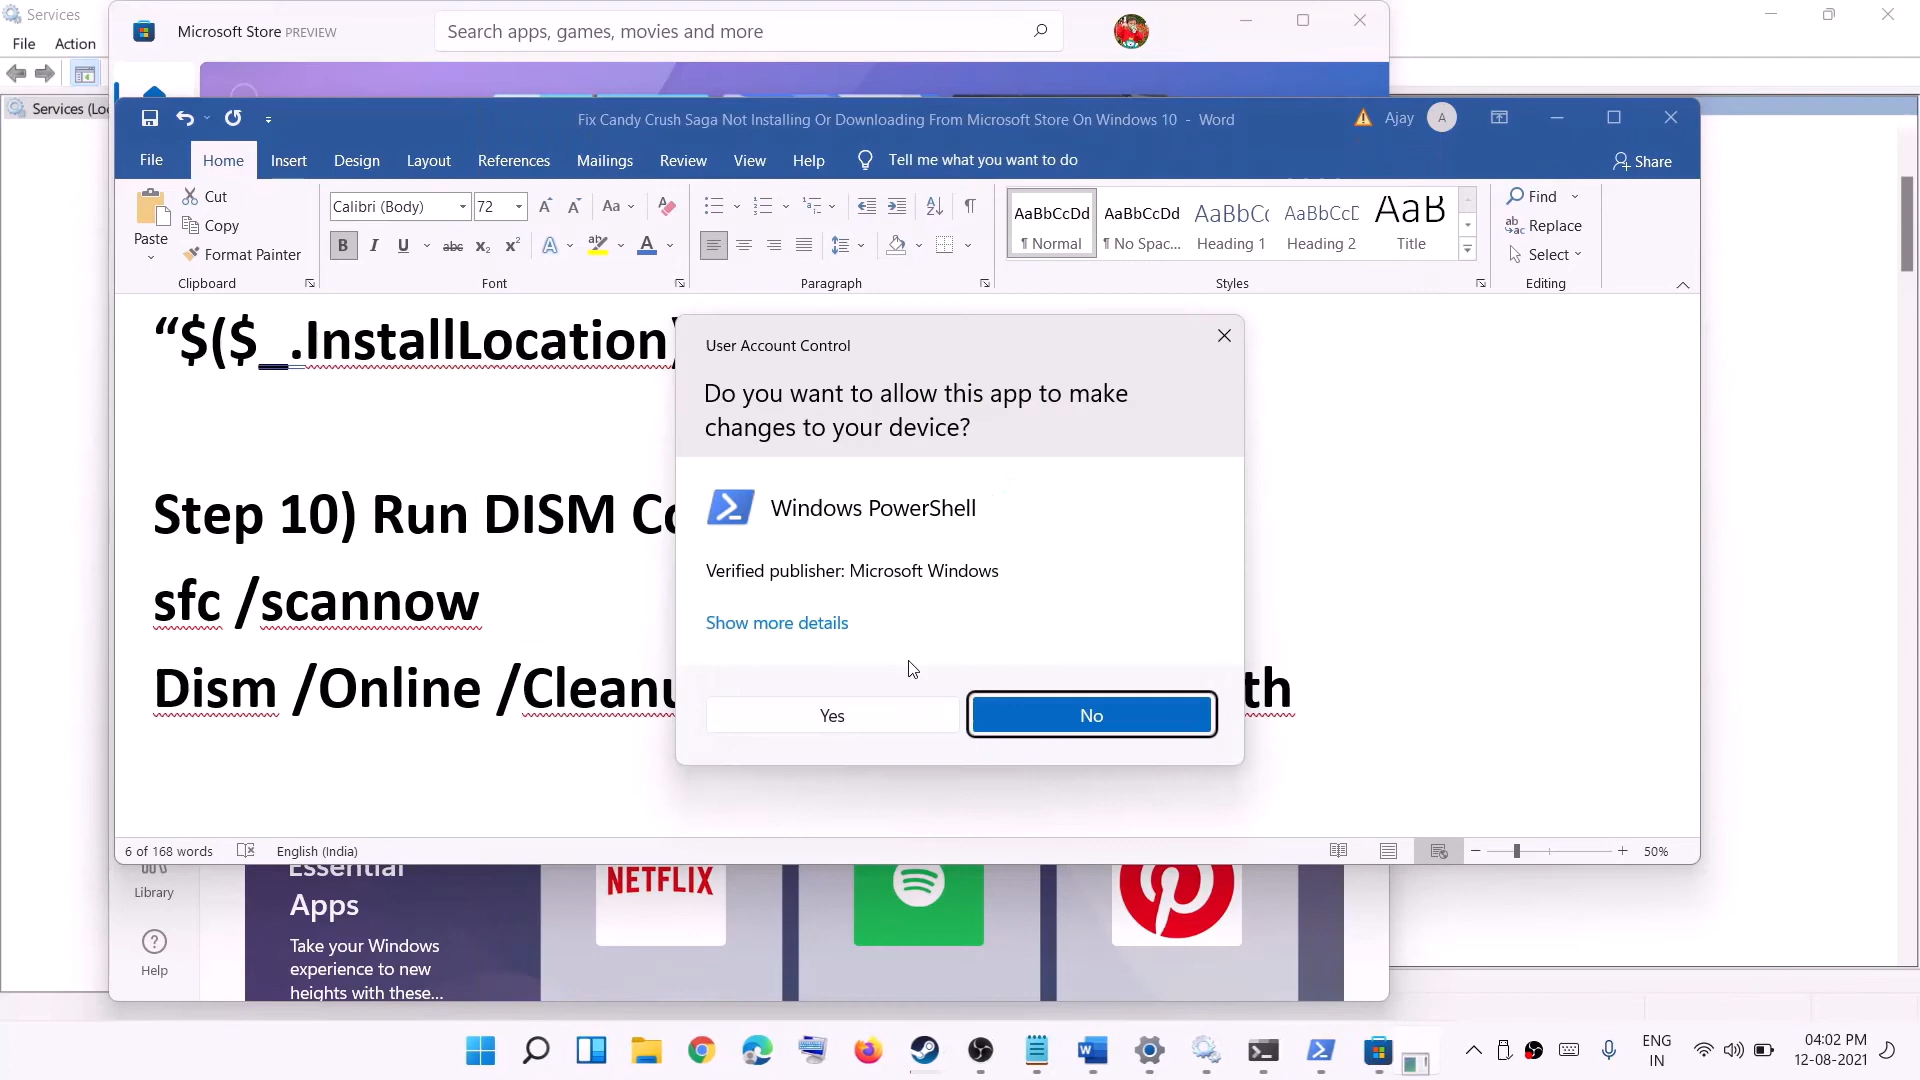 Services
File Action
Services (Loc
Microsoft Store PREVIEW
Search apps, games, movies and more
Fix Candy Crush Saga Not Installing Or Downloading From Microsoft Store On Windows 10 - Word
Ajay
A
File Home Insert Design Layout References Mailings Review View Help Tell me what you want to do
Share
Paste
Cut
Copy
Format Painter
Clipboard
Calibri (Body) 72
Font
Paragraph
AaBbCcDd AaBbCcDd AaBbCc AaBbCcD AaB
¶ Normal ¶ No Spac... Heading 1 Heading 2 Title
Styles
Find
Replace
Select
Editing
“$($_.InstallLocation)
Step 10) Run DISM Co
sfc /scannow
Dism /Online /Cleanu
th
User Account Control
Do you want to allow this app to make
changes to your device?
Windows PowerShell
Verified publisher: Microsoft Windows
Show more details
Yes
No
6 of 168 words English (India)
50%
Library
Help
Essential
Apps
Take your Windows
experience to new
heights with these...
NETFLIX
ENG
IN
04:02 PM
12-08-2021